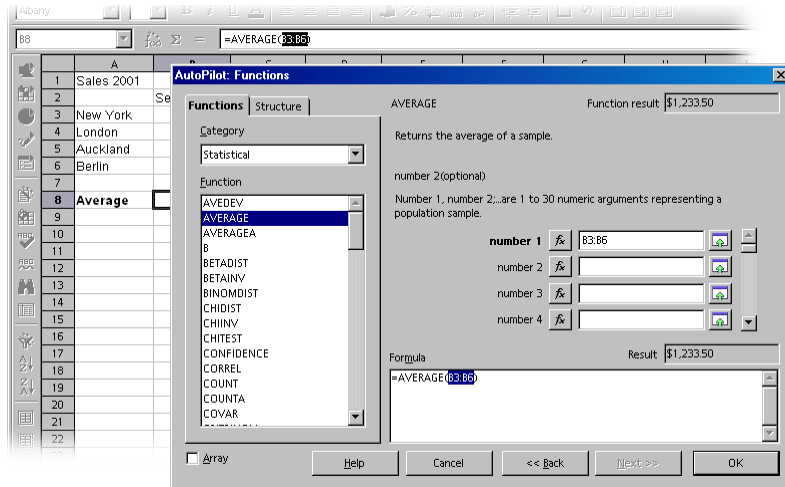 Albany
B8
=AVERAGE(B3:B6)
A
1 Sales 2001
2 Se
3 New York
4 London
5 Auckland
6 Berlin
7
8 Average
9
10
11
12
13
14
15
16
17
18
19
20
21
22
AutoPilot: Functions
Functions Structure
Category
Statistical
Function
AVEDEV
AVERAGE
AVERAGEA
B
BETADIST
BETAINV
BINOMDIST
CHIDIST
CHIINV
CHITEST
CONFIDENCE
CORREL
COUNT
COUNTA
COVAR
Array
AVERAGE
Function result $1,233.50
Returns the average of a sample.
number 2(optional)
Number 1, number 2;...are 1 to 30 numeric arguments representing a
population sample.
number 1 fx B3:B6
number 2 fx
number 3 fx
number 4 fx
Formula
Result $1,233.50
=AVERAGE(B3:B6)
Help Cancel << Back Next >> OK